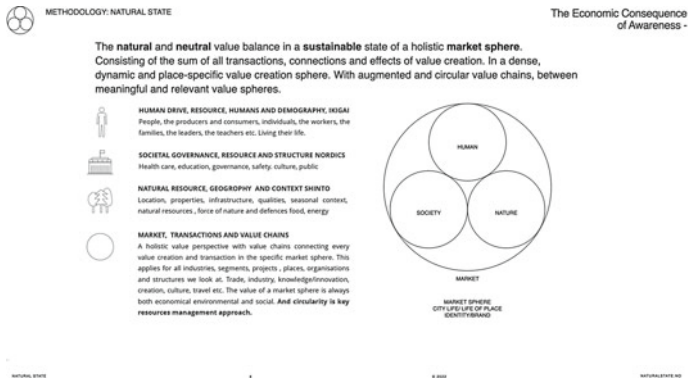 METHODOLOGY: NATURAL STATE
The Economic Consequence
of Awareness -
The natural and neutral value balance in a sustainable state of a holistic market sphere.
Consisting of the sum of all transactions, connections and effects of value creation. In a dense,
dynamic and place-specific value creation sphere. With augmented and circular value chains, between
meaningful and relevant value spheres.
HUMAN DRIVE, RESOURCE, HUMANS AND DEMOGRAPHY, IKIGAI
People, the producers and consumers, individuals, the workers, the
families, the leaders, the teachers etc. Living their life.
SOCIETAL GOVERNANCE, RESOURCE AND STRUCTURE NORDICS
Health care, education, governance, safety. culture, public
NATURAL RESOURCE, GEOGROPHY AND CONTEXT SHINTO
Location, properties, infrastructure, qualities, seasonal context,
natural resources , force of nature and defences food, energy
MARKET, TRANSACTIONS AND VALUE CHAINS
A holistic value perspective with value chains connecting every
value creation and transaction in the specific market sphere. This
applies for all industries, segments, projects , places, organisations
and structures we look at. Trade, industry, knowledge/innovation,
creation, culture, travel etc. The value of a market sphere is always
both economical environmental and social. And circularity is key
resources management approach.
HUMAN
SOCIETY
NATURE
MARKET
MARKET SPHERE
CITY LIFE/ LIFE OF PLACE
IDENTITY/BRAND
NATURAL STATE
NATURALSTATE.NO